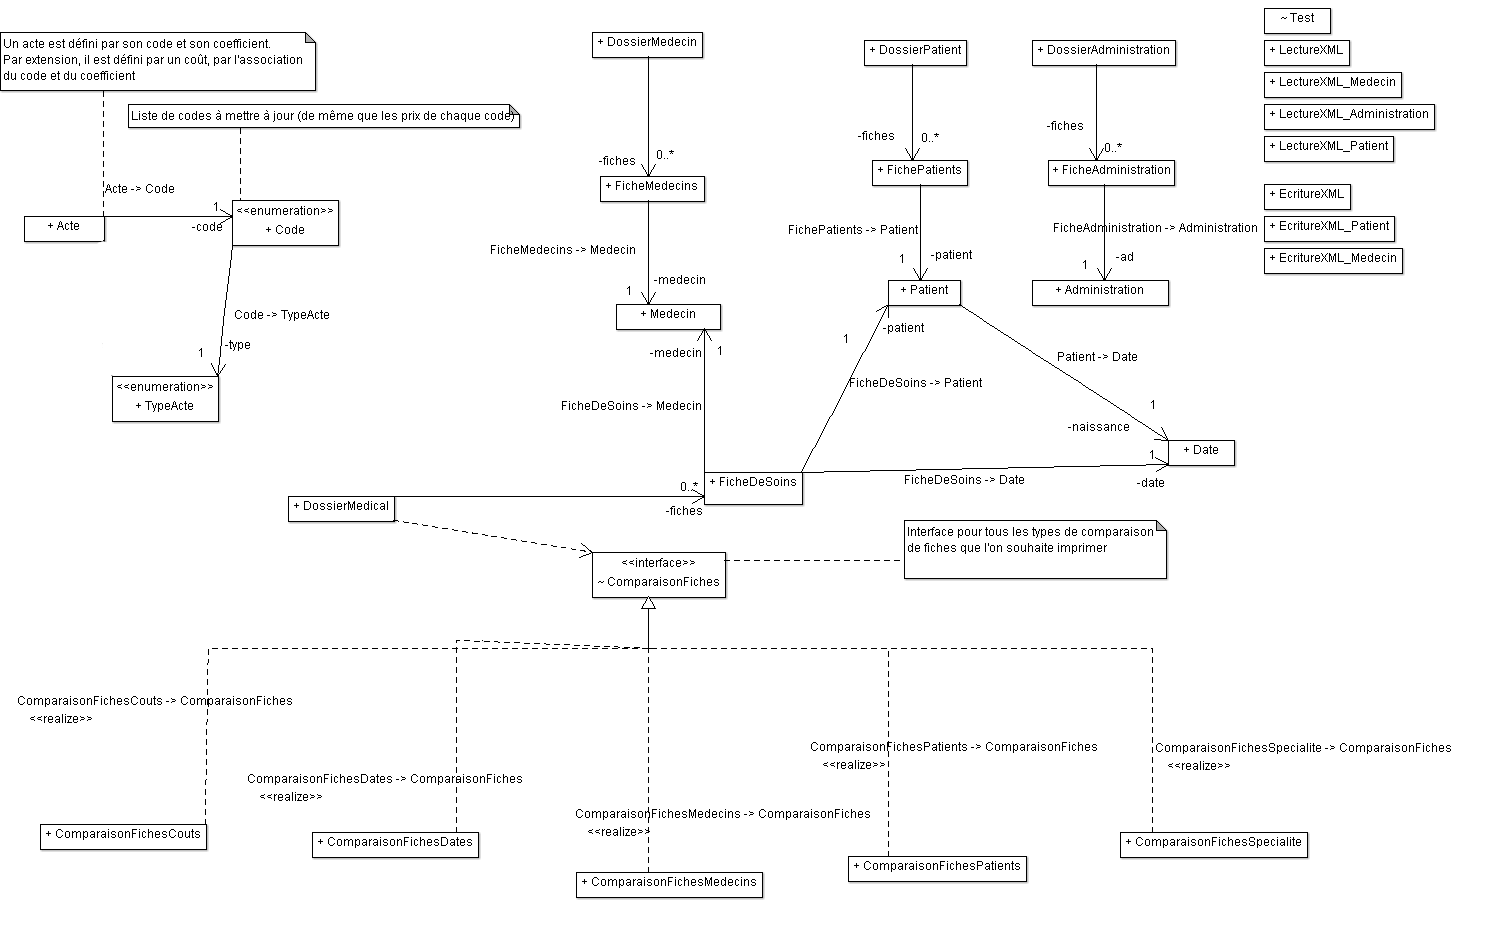 Un acte est défini par son code et son coefficient.
Par extension, il est défini par un coût, par l'association
du code et du coefficient
Liste de codes à mettre à jour (de même que les prix de chaque code)
Acte -> Code
+ Acte
1
-code
<<enumeration>>
+ Code
Code -> TypeActe
1
-type
<<enumeration>>
+ TypeActe
+ DossierMedecin
-fiches
0..*
+ FicheMedecins
FicheMedecins -> Medecin
-medecin
1
+ Medecin
-medecin
1
FicheDeSoins -> Medecin
+ DossierPatient
-fiches
0..*
+ FichePatients
FichePatients -> Patient
1
-patient
+ Patient
-patient
1
FicheDeSoins -> Patient
+ DossierAdministration
-fiches
0..*
+ FicheAdministration
FicheAdministration -> Administration
-ad
1
+ Administration
Patient -> Date
1
-naissance
+ Date
1
-date
FicheDeSoins -> Date
+ FicheDeSoins
0..*
-fiches
+ DossierMedical
~ Test
+ LectureXML
+ LectureXML_Medecin
+ LectureXML_Administration
+ LectureXML_Patient
+ EcritureXML
+ EcritureXML_Patient
+ EcritureXML_Medecin
Interface pour tous les types de comparaison
de fiches que l'on souhaite imprimer
<<interface>>
~ ComparaisonFiches
ComparaisonFichesCouts -> ComparaisonFiches
<<realize>>
ComparaisonFichesDates -> ComparaisonFiches
<<realize>>
ComparaisonFichesMedecins -> ComparaisonFiches
<<realize>>
ComparaisonFichesPatients -> ComparaisonFiches
<<realize>>
ComparaisonFichesSpecialite -> ComparaisonFiches
<<realize>>
+ ComparaisonFichesCouts
+ ComparaisonFichesDates
+ ComparaisonFichesMedecins
+ ComparaisonFichesPatients
+ ComparaisonFichesSpecialite